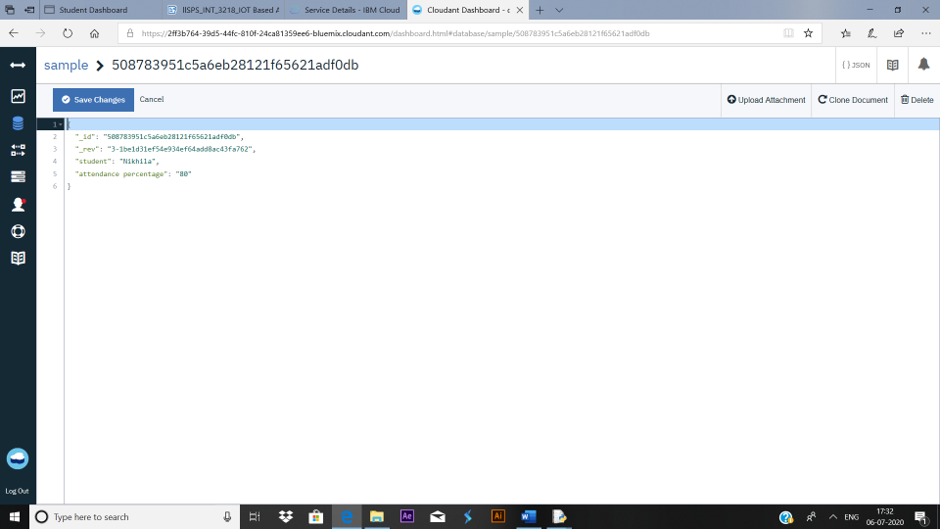 Student Dashboard
IISPS_INT_3218_IOT Based A
Service Details - IBM Cloud
Cloudant Dashboard - c
https://2ff3b764-39d5-44fc-810f-24ca81359ee6-bluemix.cloudant.com/dashboard.html#database/sample/508783951c5a6eb28121f65621adf0db
sample > 508783951c5a6eb28121f65621adf0db
{ } JSON
Save Changes Cancel
Upload Attachment Clone Document Delete
1 {
2 "_id": "508783951c5a6eb28121f65621adf0db",
3 "_rev": "3-1be1d31ef54e934ef64add8ac43fa762",
4 "student": "Nikhila",
5 "attendance percentage": "80"
6 }
Log Out
Type here to search
Ae
Ai
W
ENG
17:32
06-07-2020
1